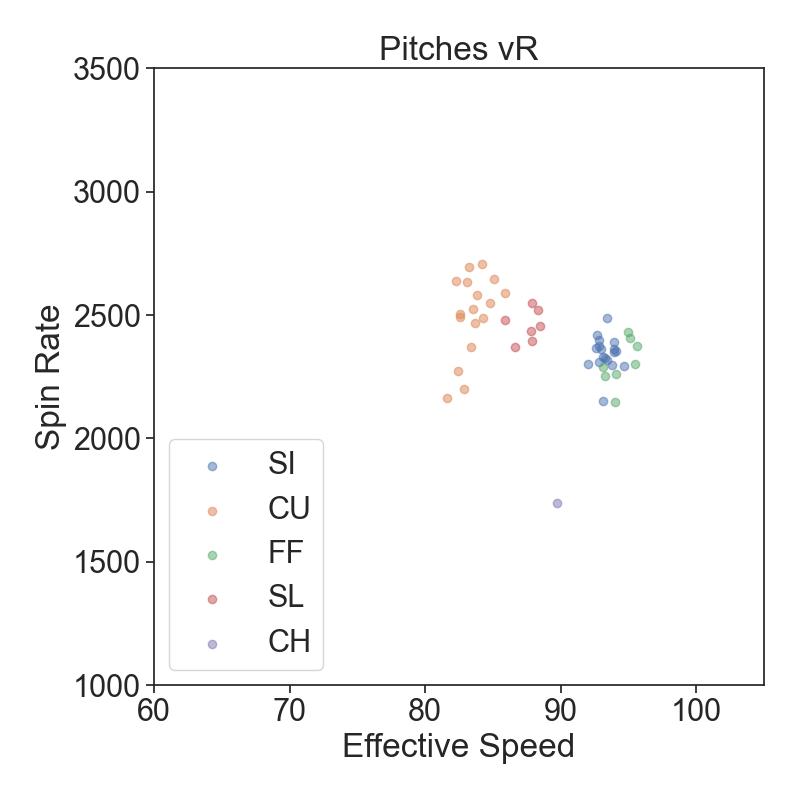 Pitches vR
3500
3000
2500
2000
1500
1000
Spin Rate
SI
CU
FF
SL
CH
60 70 80 90 100
Effective Speed